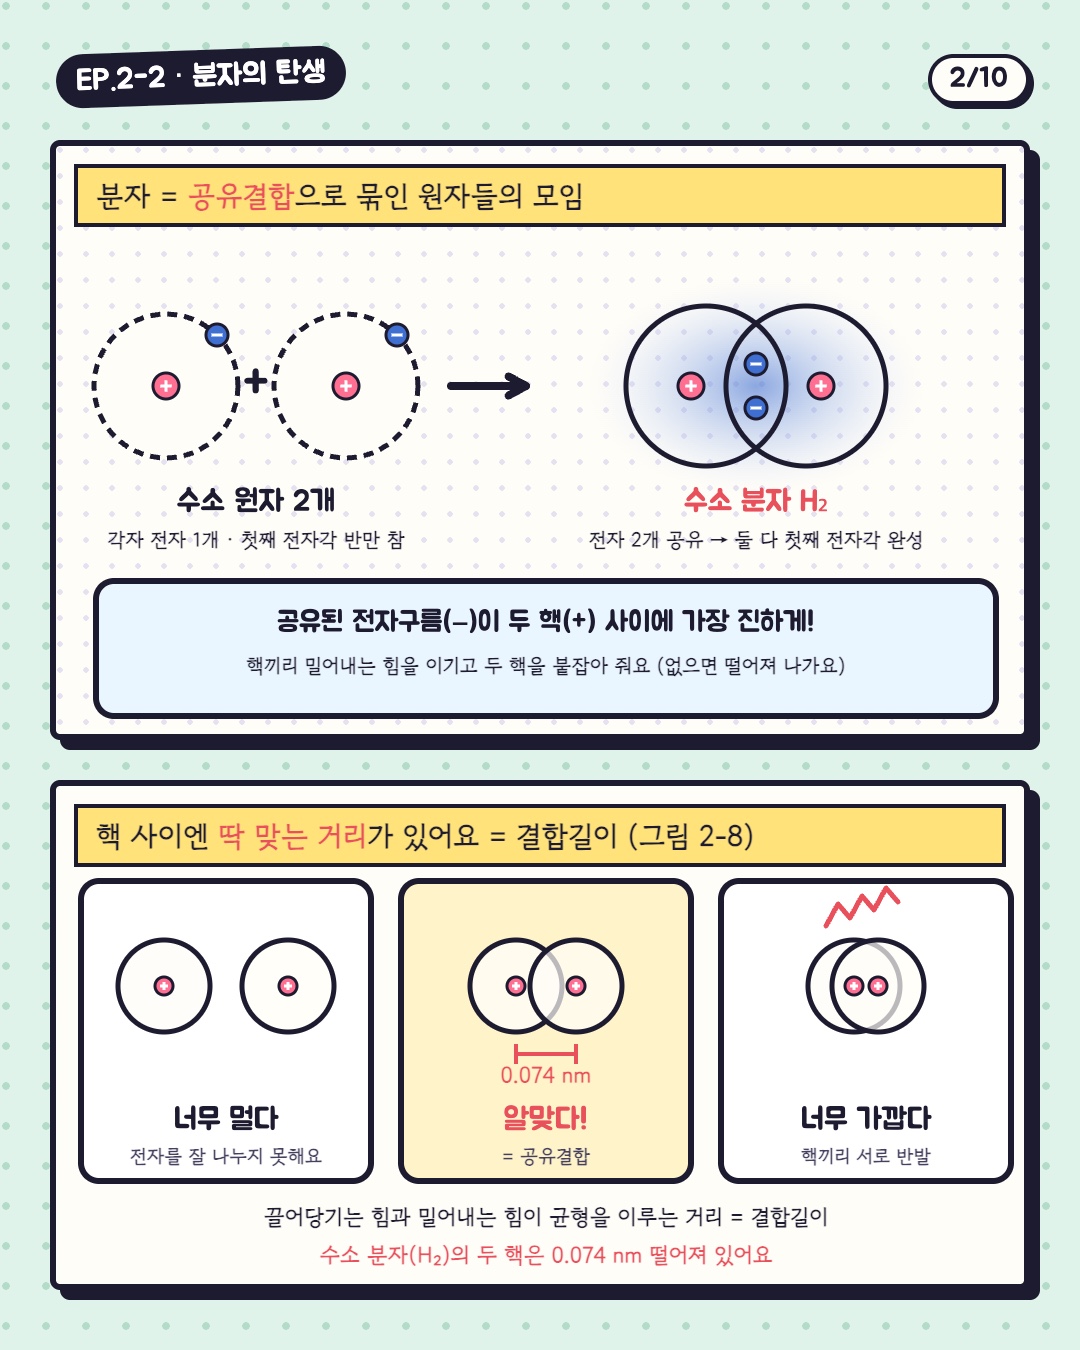 EP.2-2 · 분자의 탄생
2/10
분자 = 공유결합으로 묶인 원자들의 모임
+
수소 원자 2개
각자 전자 1개 · 첫째 전자각 반만 참
수소 분자 H₂
전자 2개 공유 → 둘 다 첫째 전자각 완성
공유된 전자구름(−)이 두 핵(+) 사이에 가장 진하게!
핵끼리 밀어내는 힘을 이기고 두 핵을 붙잡아 줘요 (없으면 떨어져 나가요)
핵 사이엔 딱 맞는 거리가 있어요 = 결합길이 (그림 2-8)
너무 멀다
전자를 잘 나누지 못해요
0.074 nm
알맞다!
= 공유결합
너무 가깝다
핵끼리 서로 반발
끌어당기는 힘과 밀어내는 힘이 균형을 이루는 거리 = 결합길이
수소 분자(H₂)의 두 핵은 0.074 nm 떨어져 있어요